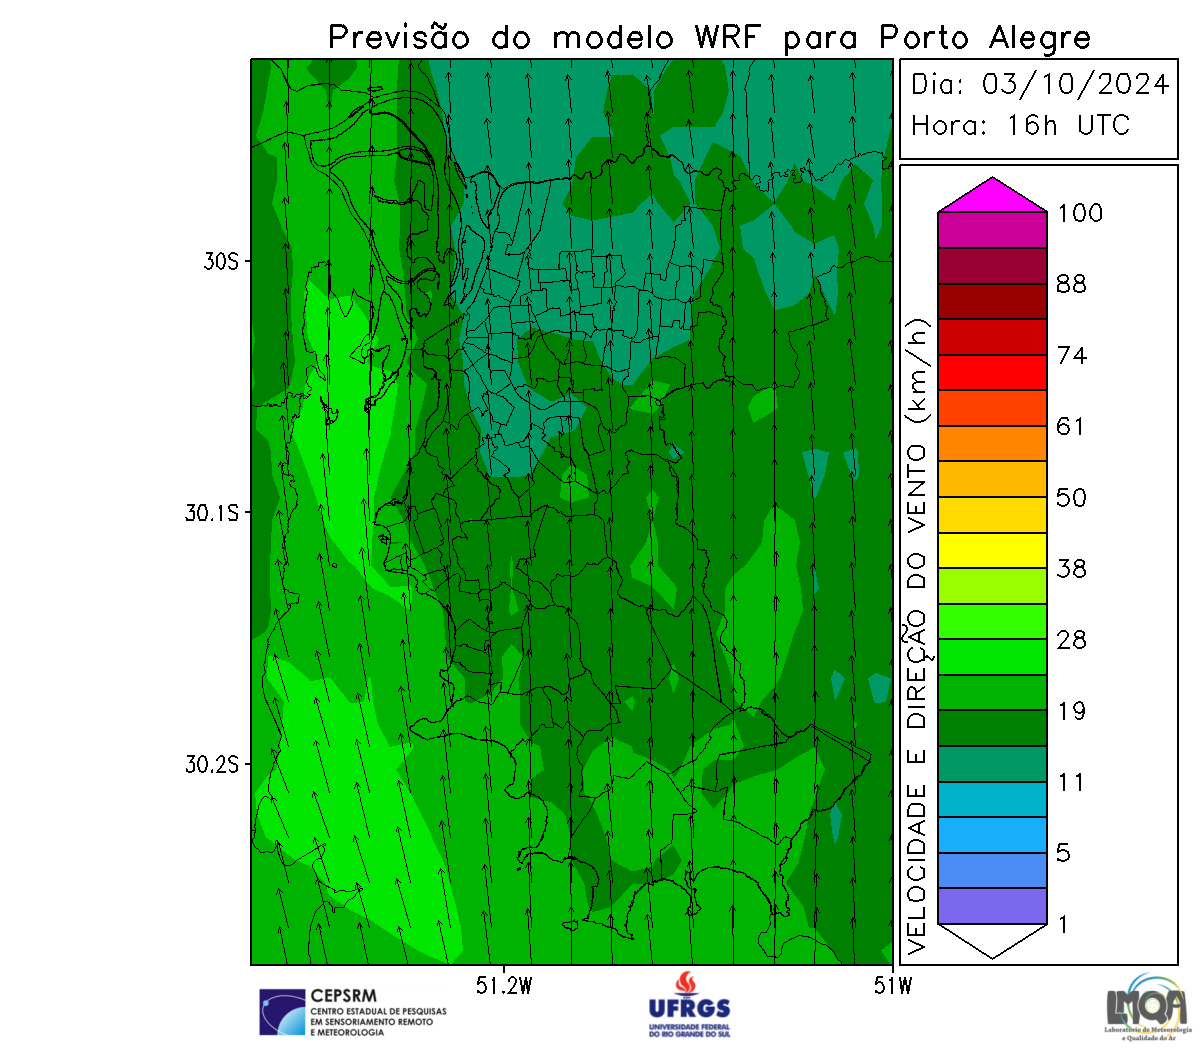 Previsão do modelo WRF para Porto Alegre
Dia: 03/10/2024
Hora: 16h UTC
VELOCIDADE E DIREÇÃO DO VENTO (km/h)
100
88
74
61
50
38
28
19
11
5
1
30S
30.1S
30.2S
51.2W
51W
CEPSRM
CENTRO ESTADUAL DE PESQUISAS
EM SENSORIAMENTO REMOTO
E METEOROLOGIA
UFRGS
UNIVERSIDADE FEDERAL
DO RIO GRANDE DO SUL
LMQA
Laboratório de Meteorologia
e Qualidade do Ar